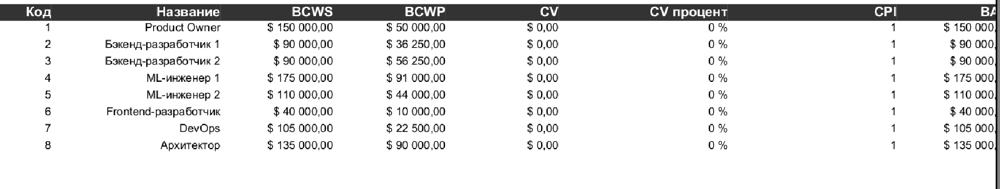 Код Название BCWS BCWP CV CV процент CPI BA
1 Product Owner $ 150 000,00 $ 50 000,00 $ 0,00 0 % 1 $ 150 000,
2 Бэкенд-разработчик 1 $ 90 000,00 $ 36 250,00 $ 0,00 0 % 1 $ 90 000,
3 Бэкенд-разработчик 2 $ 90 000,00 $ 56 250,00 $ 0,00 0 % 1 $ 90 000,
4 ML-инженер 1 $ 175 000,00 $ 91 000,00 $ 0,00 0 % 1 $ 175 000,
5 ML-инженер 2 $ 110 000,00 $ 44 000,00 $ 0,00 0 % 1 $ 110 000,
6 Frontend-разработчик $ 40 000,00 $ 10 000,00 $ 0,00 0 % 1 $ 40 000,
7 DevOps $ 105 000,00 $ 22 500,00 $ 0,00 0 % 1 $ 105 000,
8 Архитектор $ 135 000,00 $ 90 000,00 $ 0,00 0 % 1 $ 135 000,